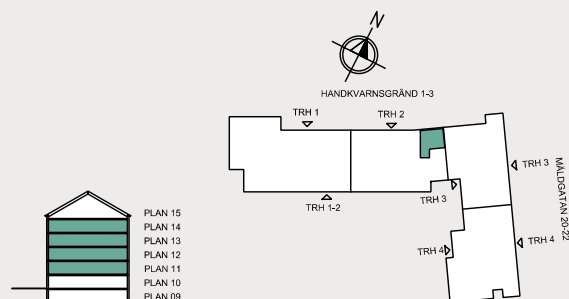 N
HANDKVARNSGRÄND 1-3
TRH 1
TRH 2
TRH 3
MÄLDGATAN 20-22
TRH 1-2
TRH 3
TRH 4
TRH 4
PLAN 15
PLAN 14
PLAN 13
PLAN 12
PLAN 11
PLAN 10
PLAN 09